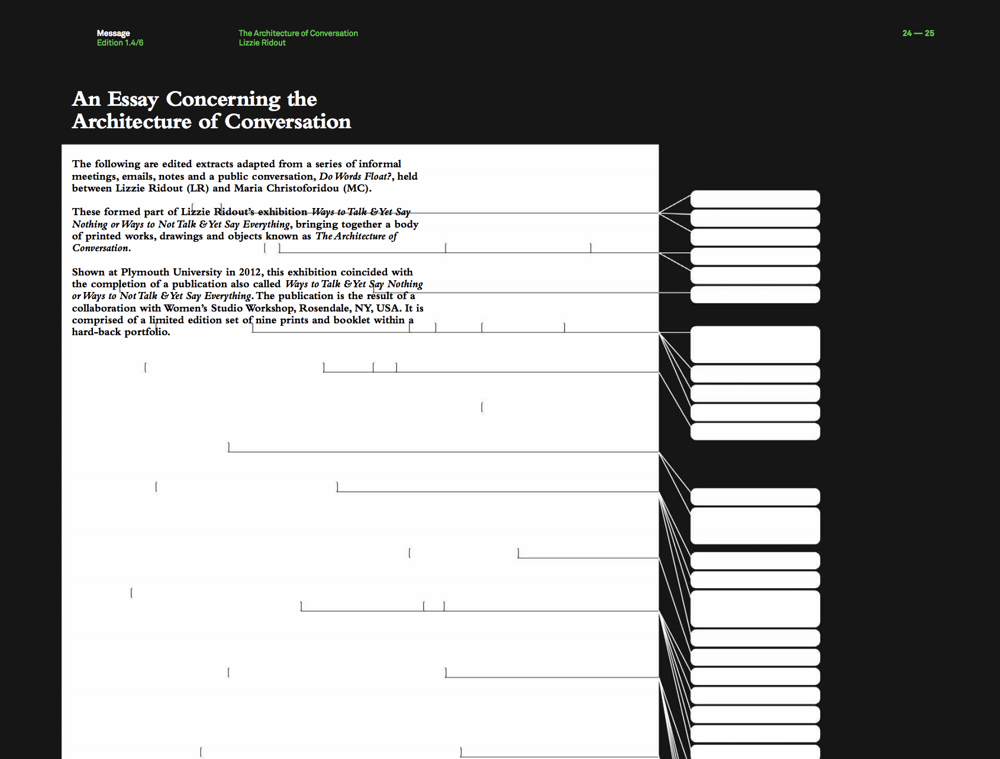 Message
Edition 1.4/6
The Architecture of Conversation
Lizzie Ridout
24 — 25
An Essay Concerning the
Architecture of Conversation
The following are edited extracts adapted from a series of informal
meetings, emails, notes and a public conversation, Do Words Float?, held
between Lizzie Ridout (LR) and Maria Christoforidou (MC).
These formed part of Lizzie Ridout’s exhibition Ways to Talk & Yet Say
Nothing or Ways to Not Talk & Yet Say Everything, bringing together a body
of printed works, drawings and objects known as The Architecture of
Conversation.
Shown at Plymouth University in 2012, this exhibition coincided with
the completion of a publication also called Ways to Talk & Yet Say Nothing
or Ways to Not Talk & Yet Say Everything. The publication is the result of a
collaboration with Women’s Studio Workshop, Rosendale, NY, USA. It is
comprised of a limited edition set of nine prints and booklet within a
hard-back portfolio.